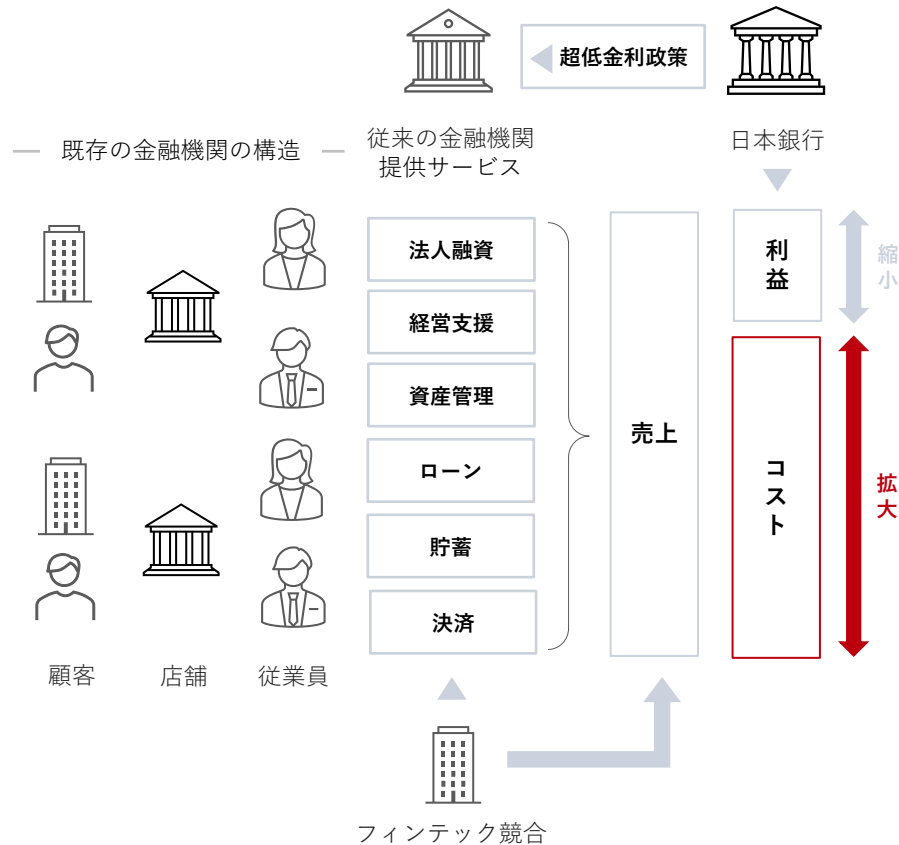 超低金利政策
日本銀行
既存の金融機関の構造
従来の金融機関
提供サービス
法人融資
経営支援
資産管理
ローン
貯蓄
決済
売上
利益
縮小
コスト
拡大
顧客
店舗
従業員
フィンテック競合